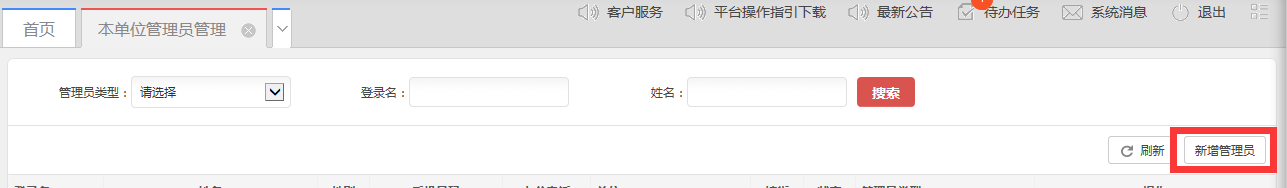 客户服务 平台操作指引下载 最新公告 待办任务 系统消息 退出
首页 本单位管理员管理
管理员类型： 请选择 登录名： 姓名： 搜索
刷新 新增管理员